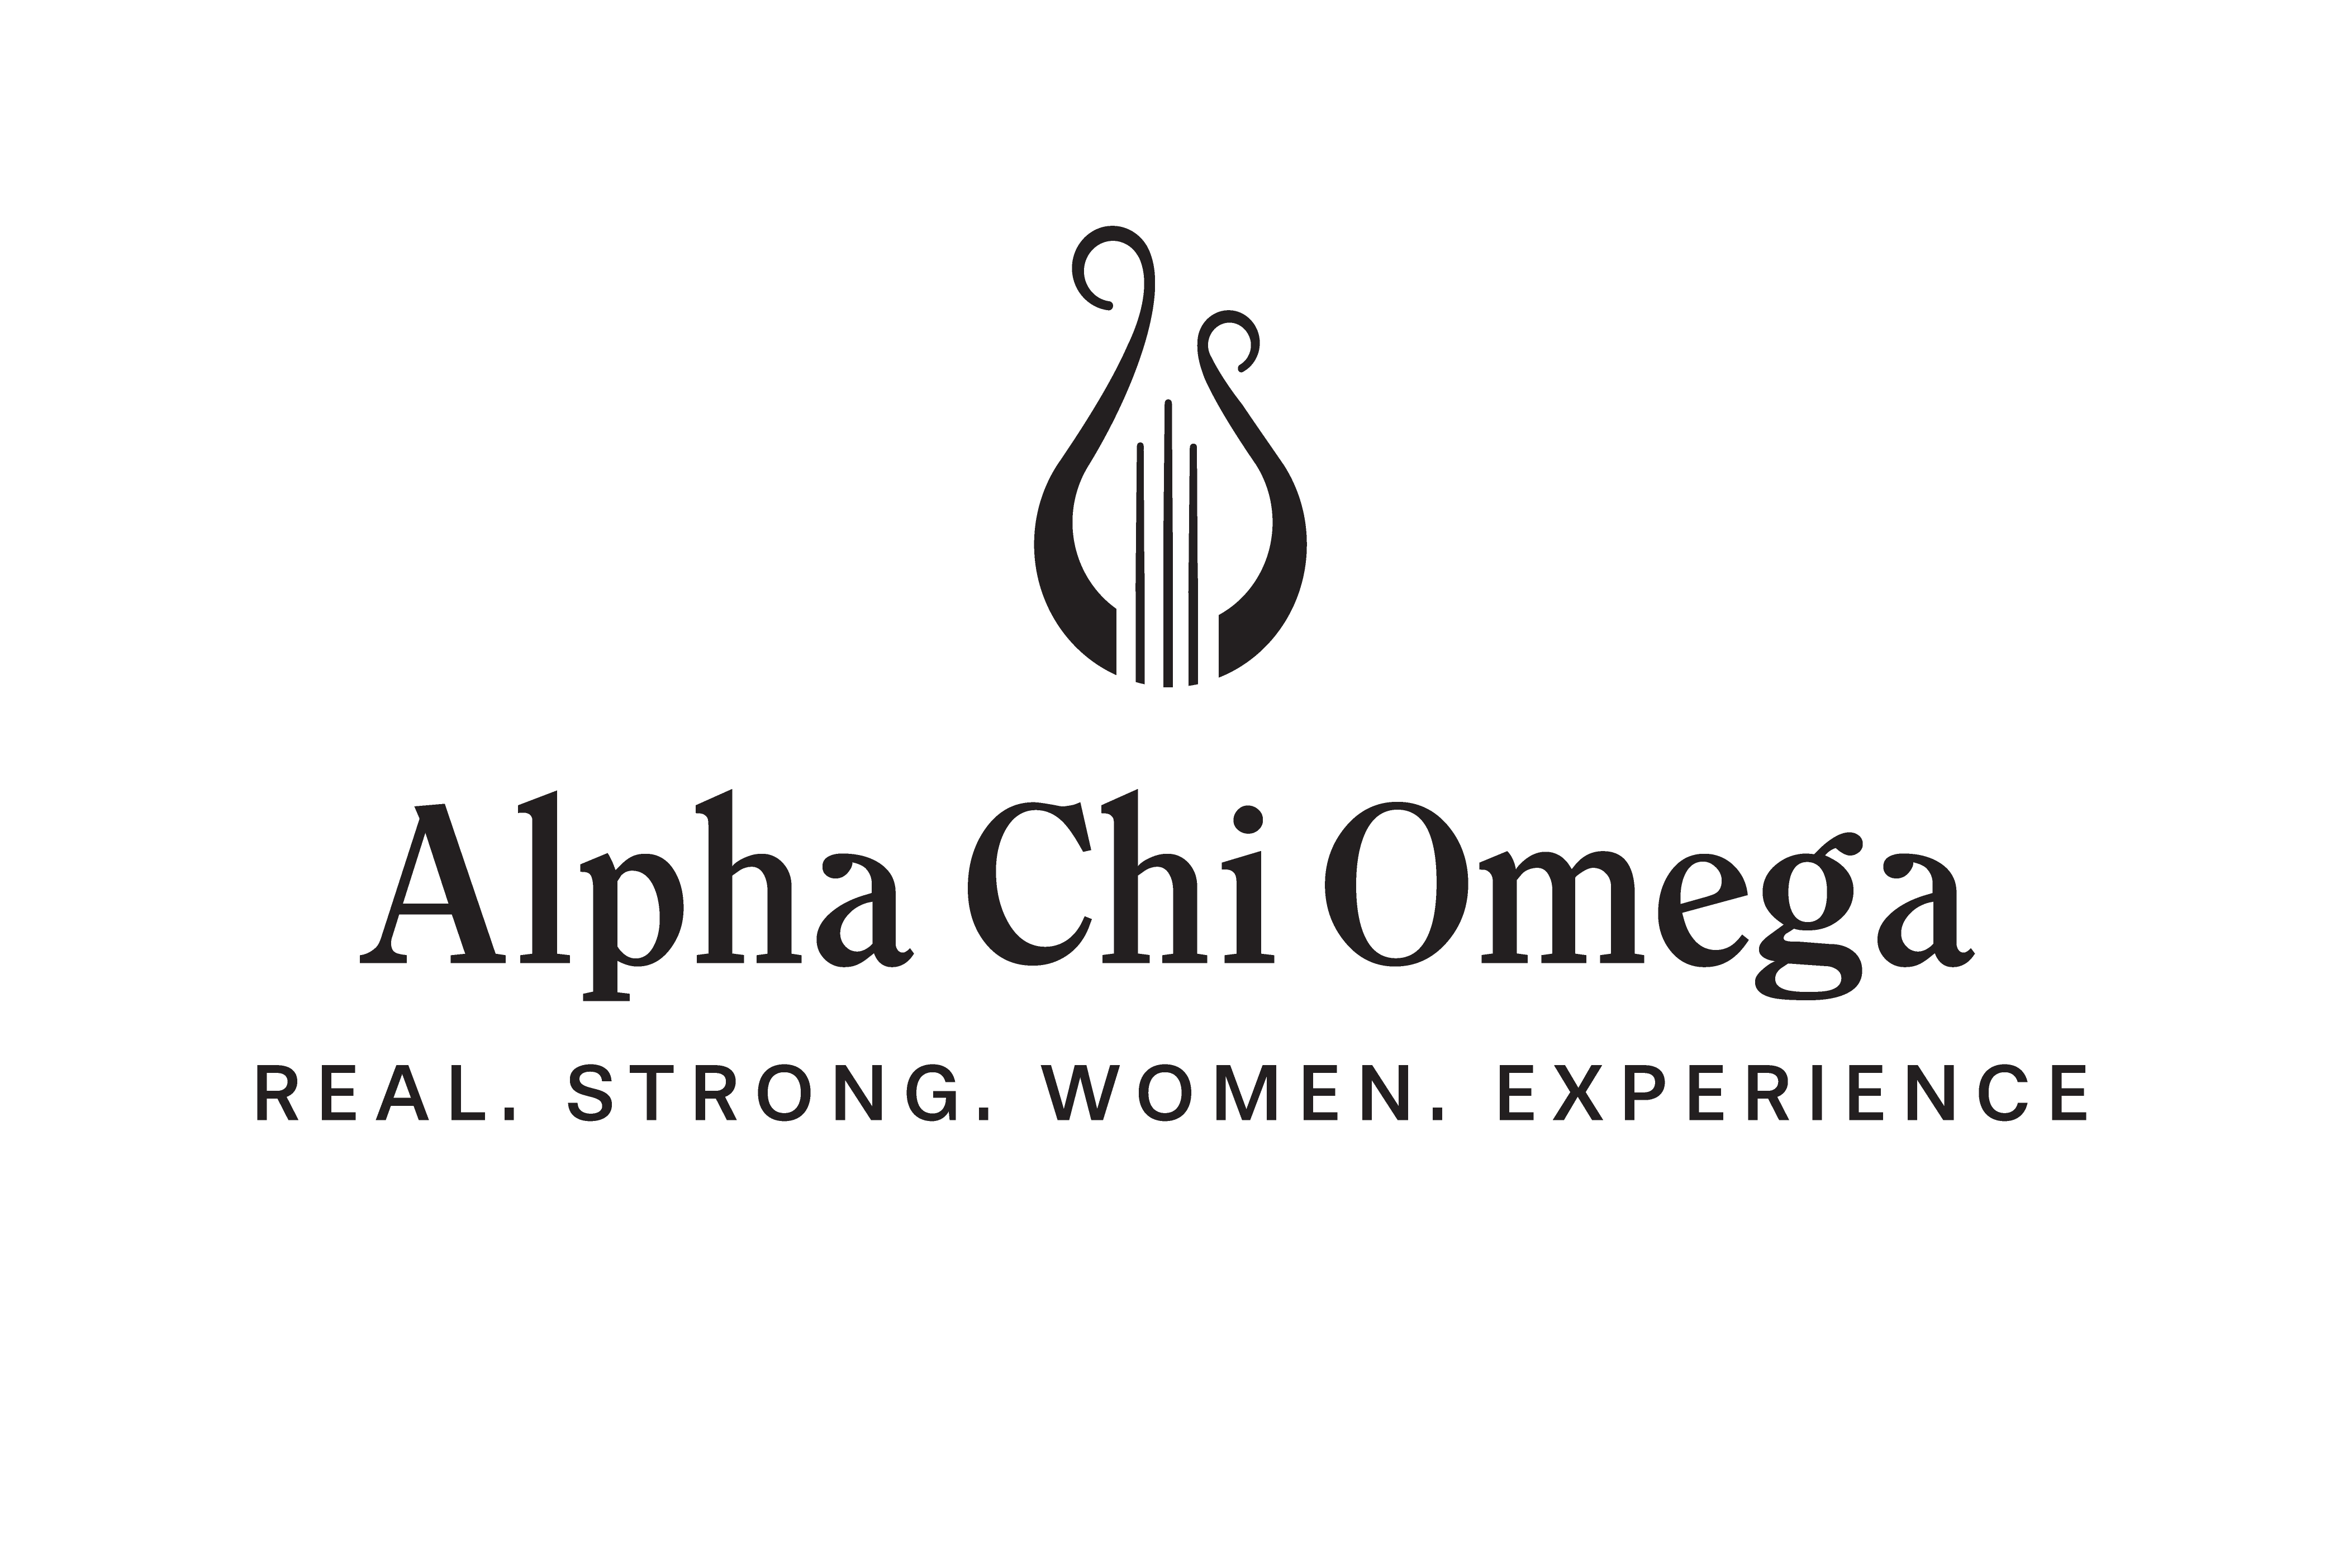 Alpha Chi Omega
REAL. STRONG. WOMEN. EXPERIENCE